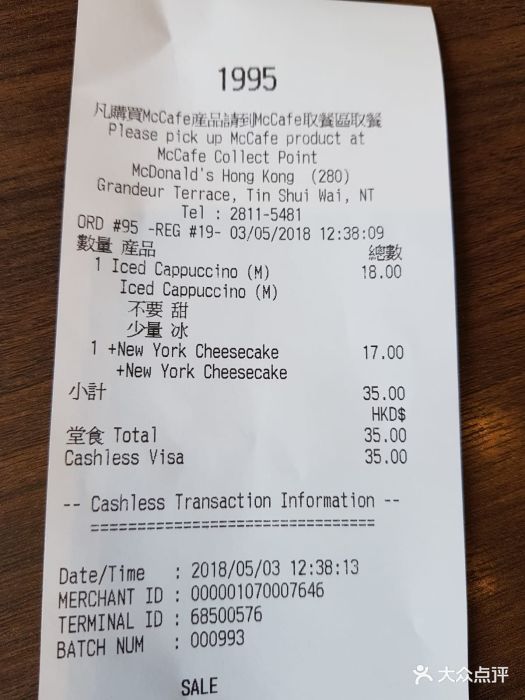 1995
凡購買McCafe産品請到McCafe取餐區取餐
Please pick up McCafe product at
McCafe Collect Point
McDonald's Hong Kong (280)
Grandeur Terrace, Tin Shui Wai, NT
Tel : 2811-5481
ORD #95 -REG #19- 03/05/2018 12:38:09
數量 産品 總數
1 Iced Cappuccino (M) 18.00
Iced Cappuccino (M)
不要 甜
少量 冰
1 +New York Cheesecake 17.00
+New York Cheesecake
小計 35.00
HKD$
堂食 Total 35.00
Cashless Visa 35.00
-- Cashless Transaction Information --
================================
Date/Time : 2018/05/03 12:38:13
MERCHANT ID : 000001070007646
TERMINAL ID : 68500576
BATCH NUM : 000993
SALE
大众点评